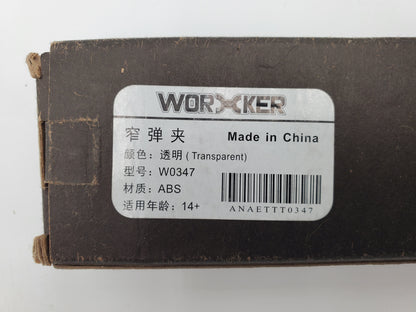 WORKER
窄弹夹
Made in China
颜色：透明(Transparent)
型号：W0347
材质：ABS
适用年龄：14+
ANAETTT0347